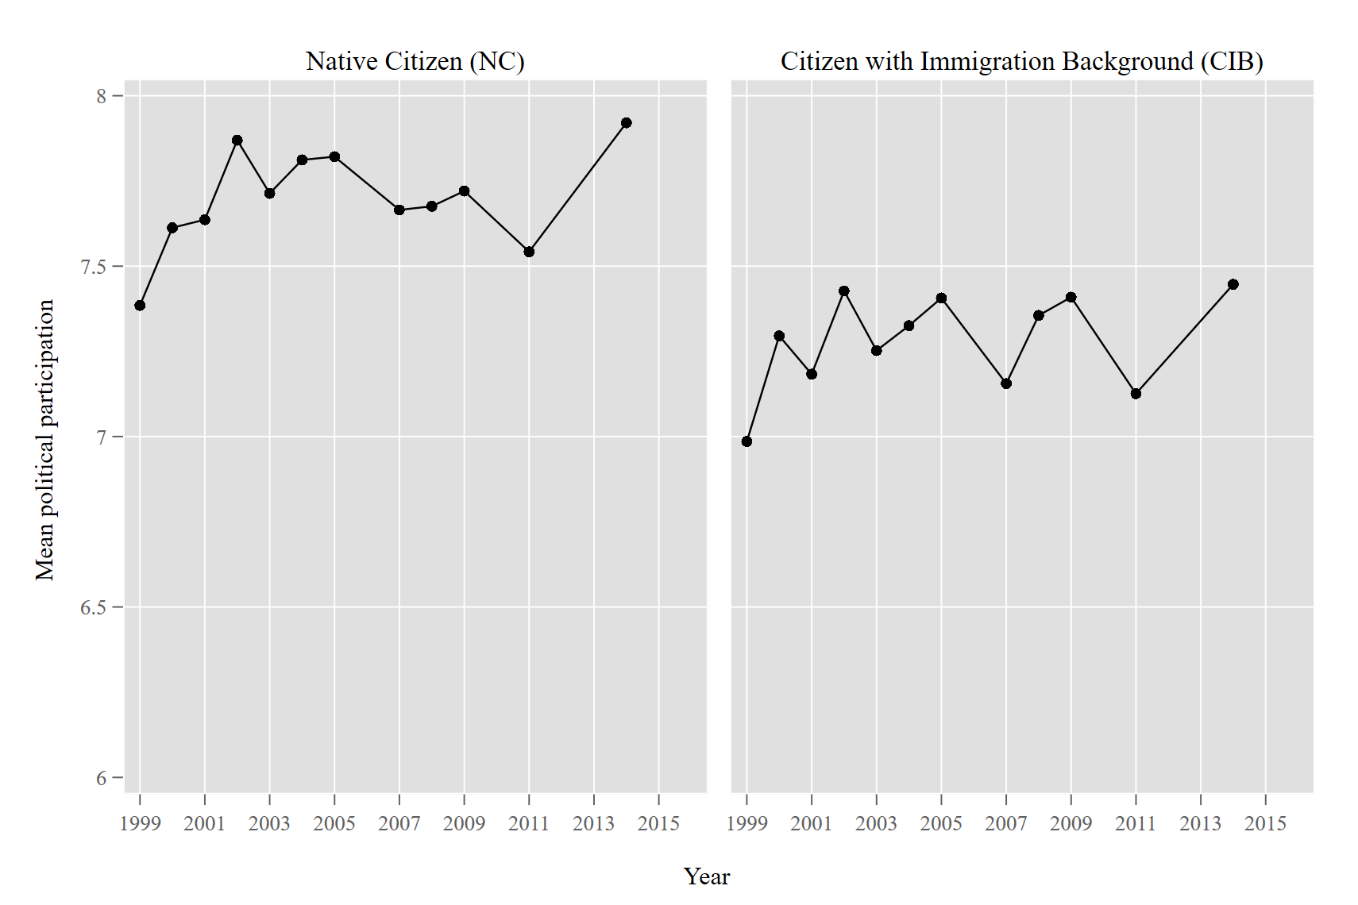 Native Citizen (NC)
Citizen with Immigration Background (CIB)
Mean political participation
8
7.5
7
6.5
6
1999 2001 2003 2005 2007 2009 2011 2013 2015
1999 2001 2003 2005 2007 2009 2011 2013 2015
Year